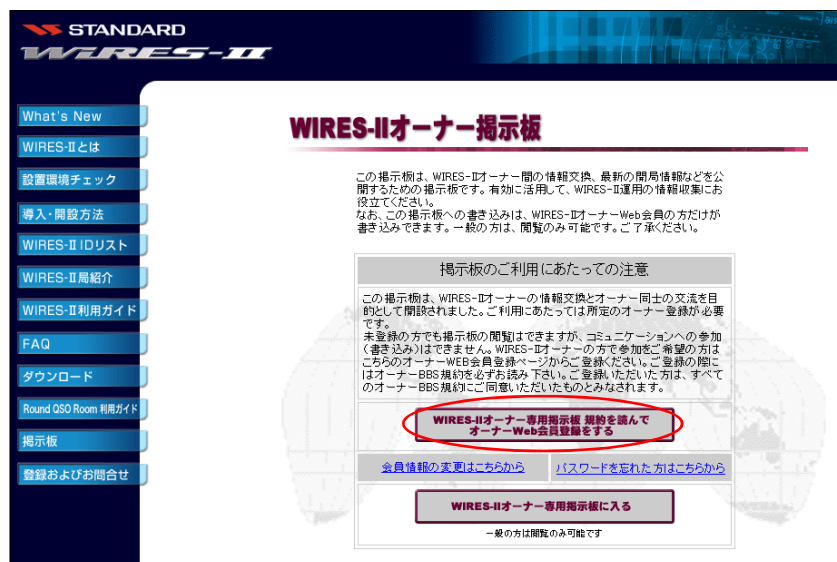 STANDARD
WiRES-II
What's New
WIRES-IIとは
設置環境チェック
導入・開設方法
WIRES-II IDリスト
WIRES-II局紹介
WIRES-II利用ガイド
FAQ
ダウンロード
Round QSO Room 利用ガイド
掲示板
登録およびお問合せ
WIRES-IIオーナー掲示板
この掲示板は、WIRES-IIオーナー間の情報交換、最新の開局情報などを公
開するための掲示板です。有効に活用して、WIRES-II運用の情報収集にお
役立てください。
なお、この掲示板への書き込みは、WIRES-IIオーナーWeb会員の方だけが
書き込みできます。一般の方は、閲覧のみ可能です。ご了承ください。
掲示板のご利用にあたっての注意
この掲示板は、WIRES-IIオーナーの情報交換とオーナー同士の交流を目
的として開設されました。ご利用にあたっては所定のオーナー登録が必要
です。
未登録の方でも掲示板の閲覧はできますが、コミュニケーションへの参加
（書き込み）はできません。WIRES-IIオーナーの方で参加をご希望の方は
こちらのオーナーWEB会員登録ページからご登録ください。ご登録の際に
はオーナーBBS規約を必ずお読み下さい。ご登録いただいた方は、すべて
のオーナーBBS規約にご同意いただいたものとみなされます。
WIRES-IIオーナー専用掲示板 規約を読んで
オーナーWeb会員登録をする
会員情報の変更はこちらから
パスワードを忘れた方はこちらから
WIRES-IIオーナー専用掲示板に入る
一般の方は閲覧のみ可能です